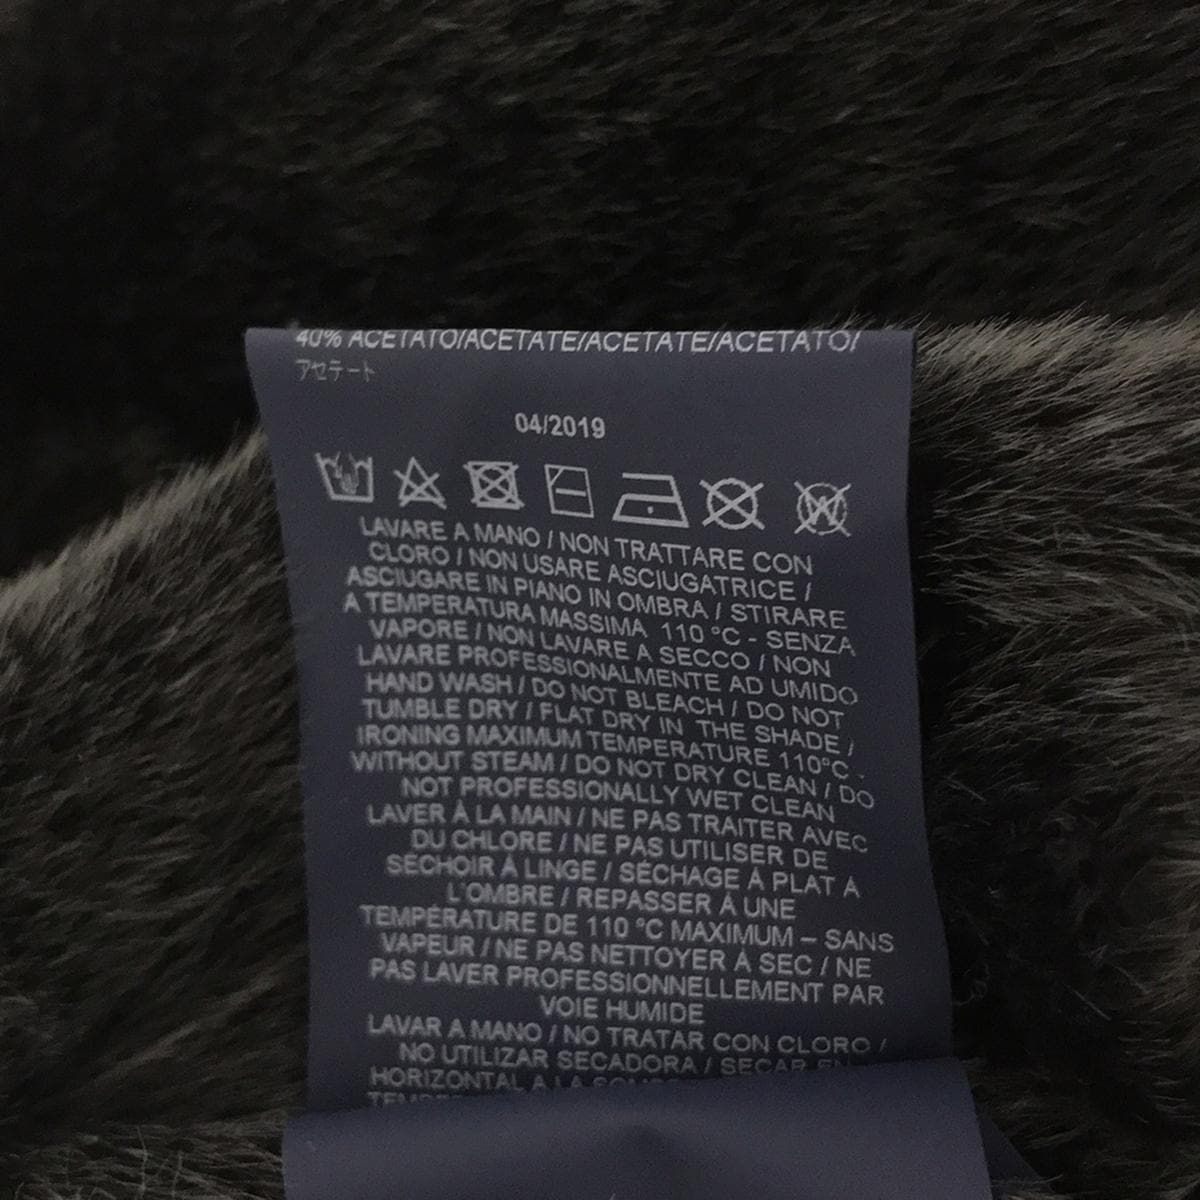 40% ACETATO/ACETATE/ACETATE/ACETATO/
アセテート
04/2019
LAVARE A MANO / NON TRATTARE CON
CLORO / NON USARE ASCIUGATRICE /
ASCIUGARE IN PIANO IN OMBRA / STIRARE
A TEMPERATURA MASSIMA 110 °C - SENZA
VAPORE / NON LAVARE A SECCO / NON
LAVARE PROFESSIONALMENTE AD UMIDO
HAND WASH / DO NOT BLEACH / DO NOT
TUMBLE DRY / FLAT DRY IN THE SHADE /
IRONING MAXIMUM TEMPERATURE 110°C -
WITHOUT STEAM / DO NOT DRY CLEAN / DO
NOT PROFESSIONALLY WET CLEAN
LAVER À LA MAIN / NE PAS TRAITER AVEC
DU CHLORE / NE PAS UTILISER DE
SÉCHOIR À LINGE / SÉCHAGE À PLAT A
L'OMBRE / REPASSER À UNE
TEMPÉRATURE DE 110 °C MAXIMUM – SANS
VAPEUR / NE PAS NETTOYER À SEC / NE
PAS LAVER PROFESSIONNELLEMENT PAR
VOIE HUMIDE
LAVAR A MANO / NO TRATAR CON CLORO /
NO UTILIZAR SECADORA / SECAR EN
HORIZONTAL A LA